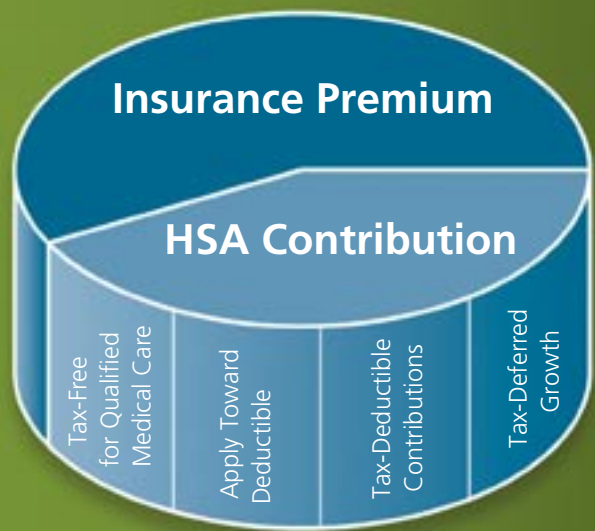 Insurance Premium
HSA Contribution
Tax-Free
for Qualified
Medical Care
Apply Toward
Deductible
Tax-Deductible
Contributions
Tax-Deferred
Growth